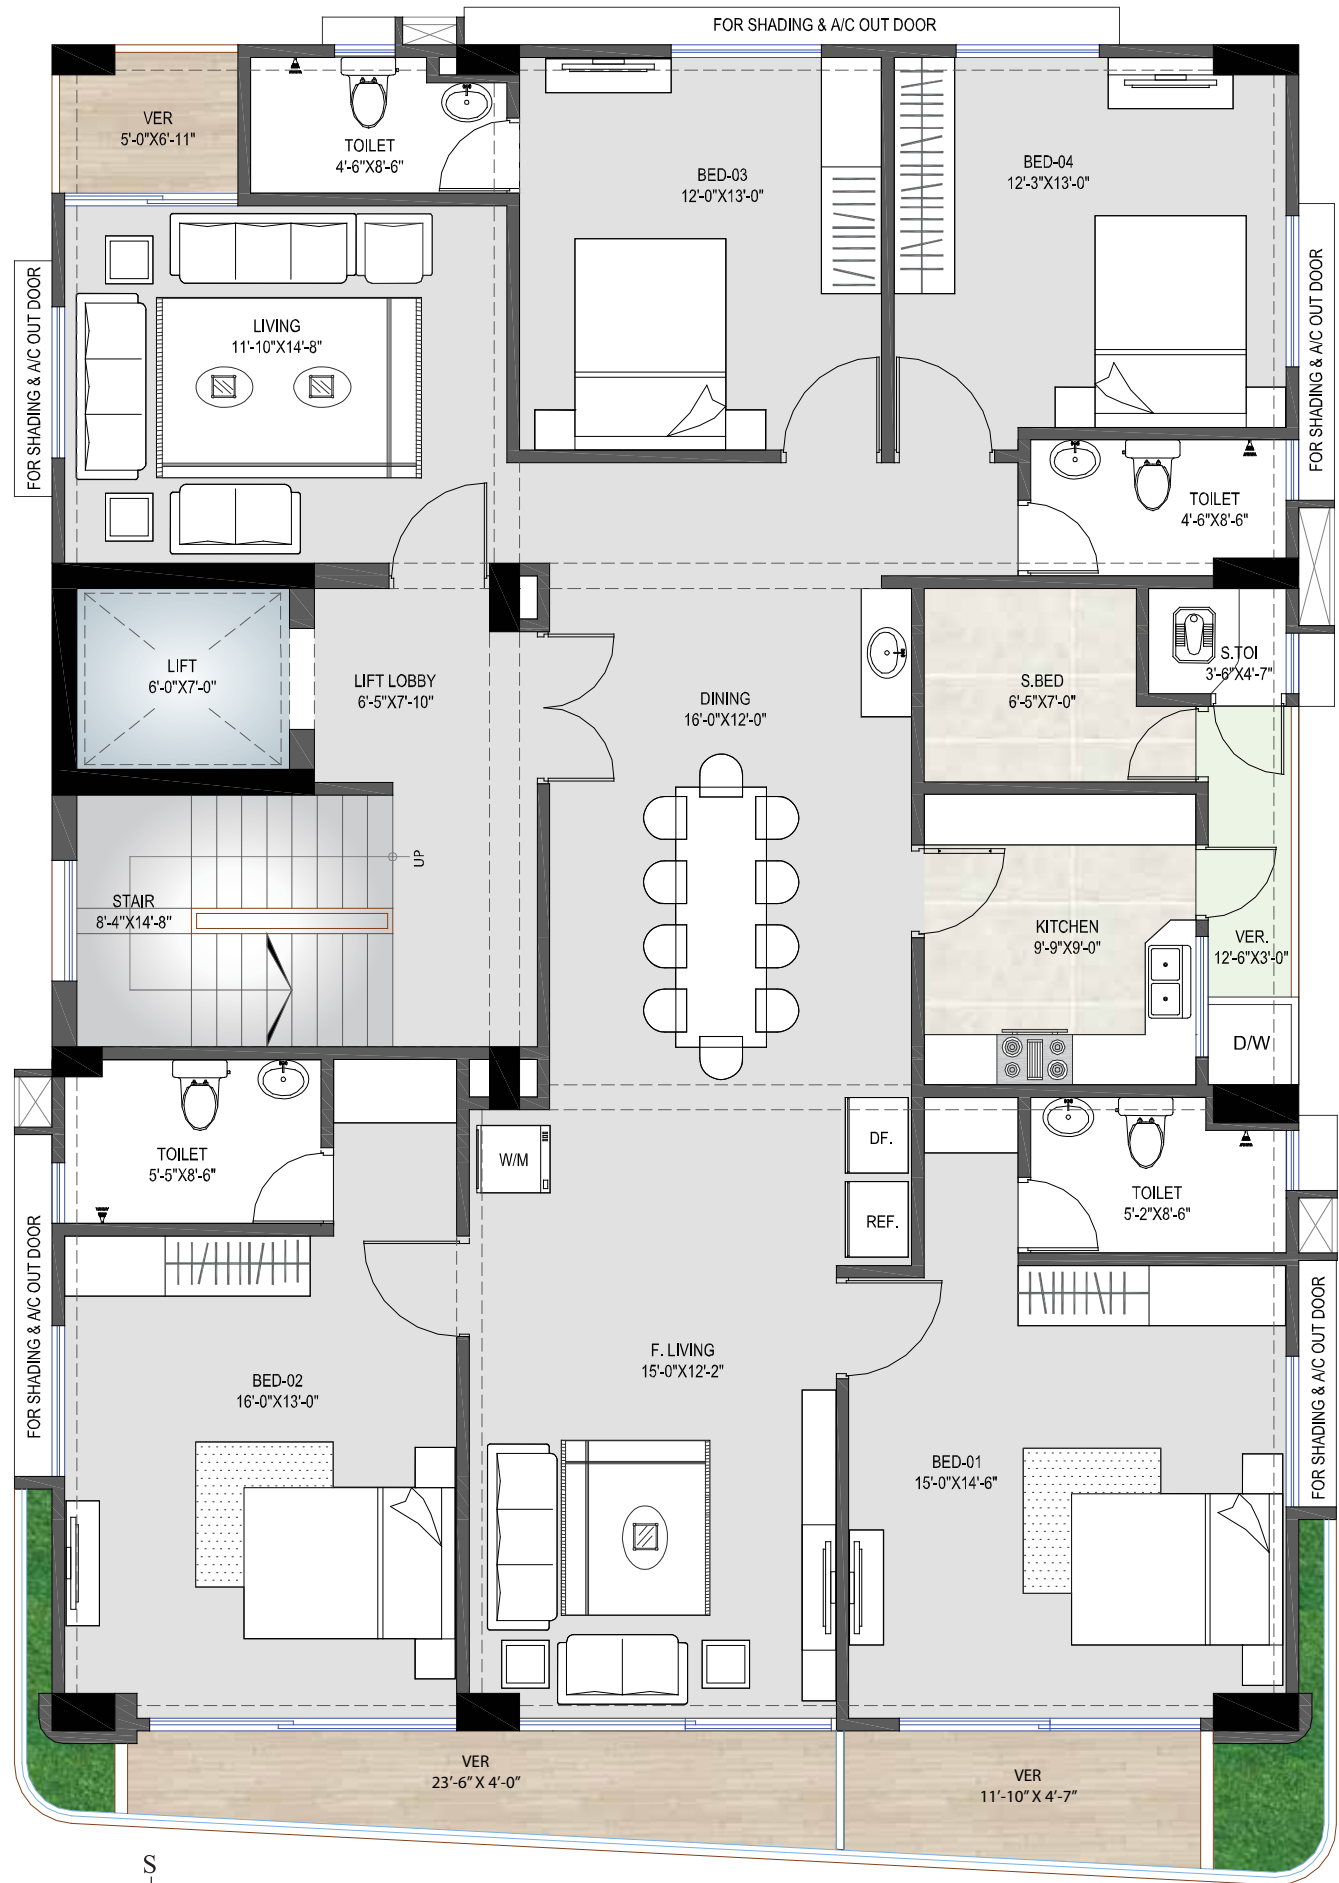 FOR SHADING & A/C OUT DOOR
VER
5'-0"X6'-11"
TOILET
4'-6"X8'-6"
BED-03
12'-0"X13'-0"
BED-04
12'-3"X13'-0"
FOR SHADING & A/C OUT DOOR
LIVING
11'-10"X14'-8"
FOR SHADING & A/C OUT DOOR
TOILET
4'-6"X8'-6"
LIFT
6'-0"X7'-0"
LIFT LOBBY
6'-5"X7'-10"
DINING
16'-0"X12'-0"
S.BED
6'-5"X7'-0"
S.TOI
3'-6"X4'-7"
UP
STAIR
8'-4"X14'-8"
KITCHEN
9'-9"X9'-0"
VER.
12'-6"X3'-0"
D/W
TOILET
5'-5"X8'-6"
W/M
DF.
REF.
TOILET
5'-2"X8'-6"
FOR SHADING & A/C OUT DOOR
BED-02
16'-0"X13'-0"
F. LIVING
15'-0"X12'-2"
BED-01
15'-0"X14'-6"
FOR SHADING & A/C OUT DOOR
VER
23'-6" X 4'-0"
VER
11'-10" X 4'-7"
S